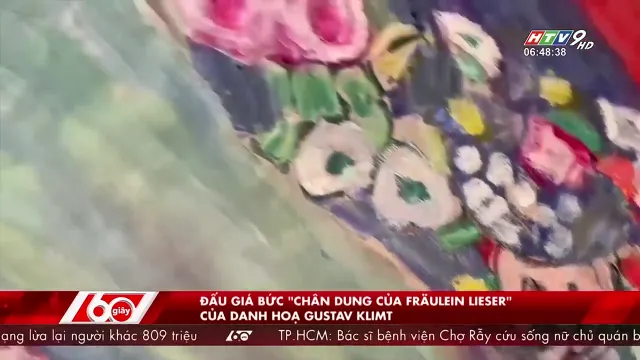 HTV9 HD
06:48:38
ĐẤU GIÁ BỨC "CHÂN DUNG CỦA FRÄULEIN LIESER"
CỦA DANH HOẠ GUSTAV KLIMT
60 giây
ạng lừa lại người khác 809 triệu 60 giây TP.HCM: Bác sĩ bệnh viện Chợ Rẫy cứu sống nữ chủ quán b